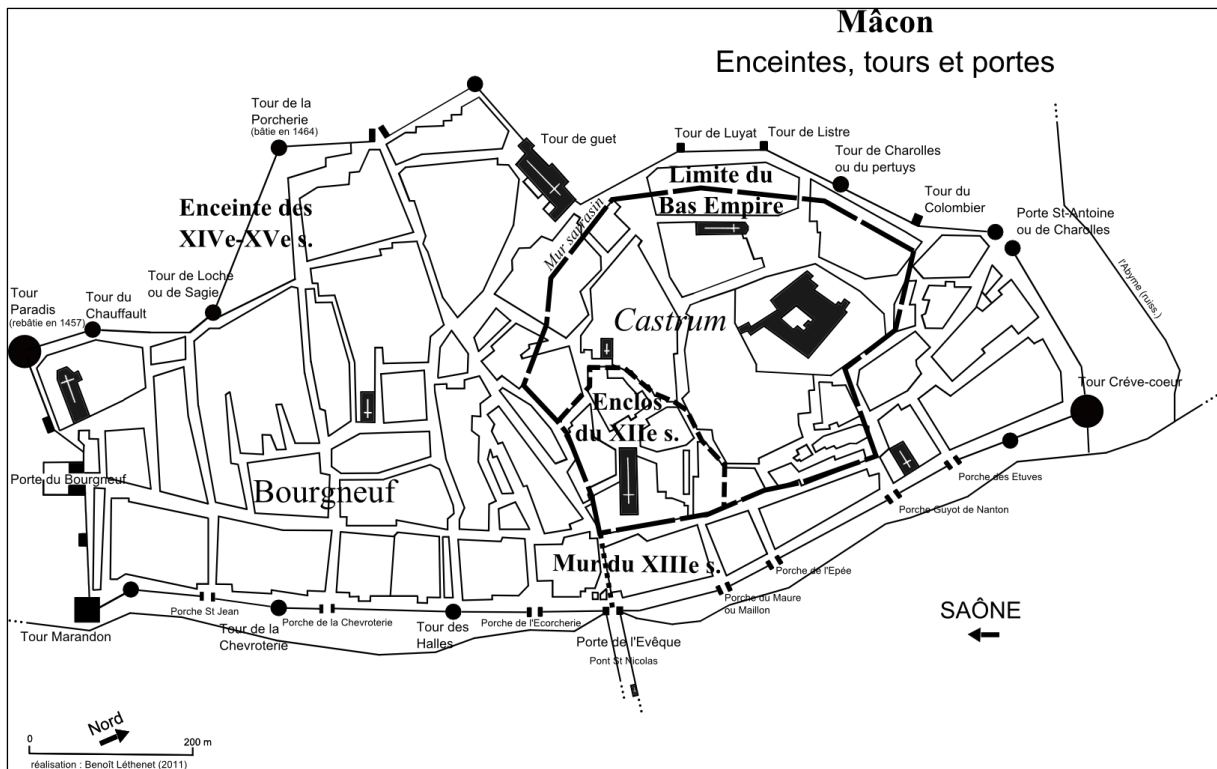 Mâcon
Enceintes, tours et portes
Tour de la
Porcherie
(bâtie en 1464)
Tour de guet
Tour de Luyat
Tour de Listre
Tour de Charolles
ou du pertuys
Limite du
Bas Empire
Tour du
Colombier
Porte St-Antoine
ou de Charolles
Enceinte des
XIVe-XVe s.
Mur sarrasin
l'Abyme (ruiss.)
Tour de Loche
ou de Sagie
Tour
Paradis
(rebâtie en 1457)
Tour du
Chauffault
Castrum
Tour Créve-coeur
Enclos
du XIIe s.
Porte du Bourgneuf
Bourgneuf
Porche des Etuves
Porche Guyot de Nanton
Mur du XIIIe s.
Porche de l'Epée
Porche du Maure
ou Maillon
Porche St Jean
Porche de la Chevroterie
Porche de l'Ecorcherie
Tour Marandon
Tour de la
Chevroterie
Tour des
Halles
Porte de l'Evêque
Pont St Nicolas
SAÔNE
Nord
0 200 m
réalisation : Benoît Léthenet (2011)